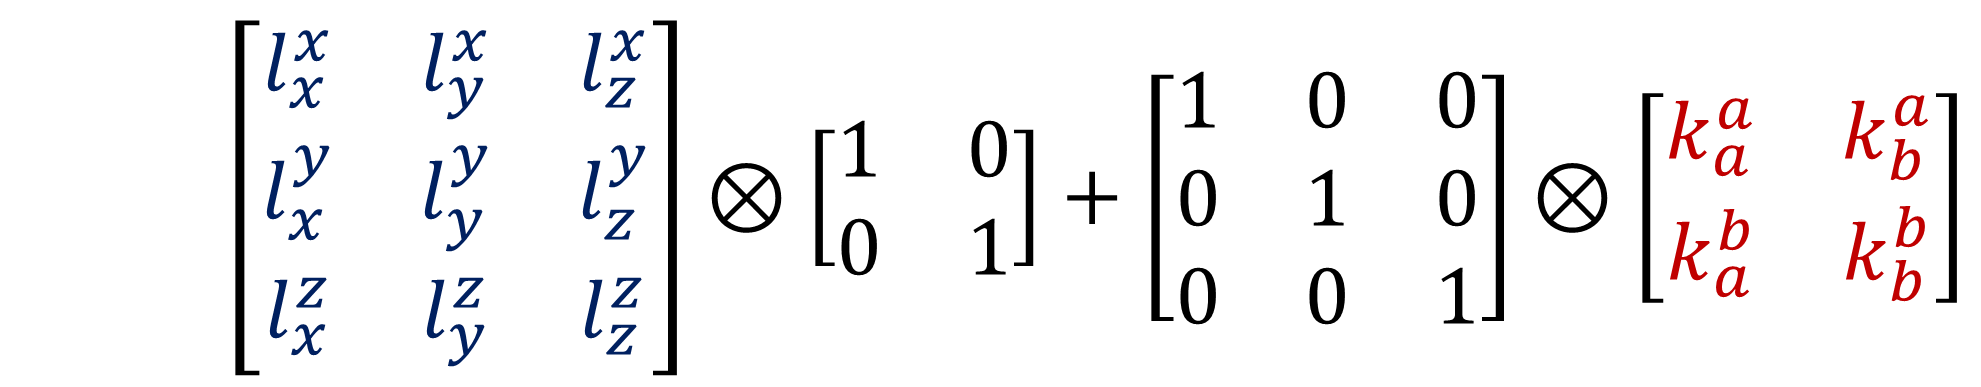 [l_x^x l_y^x l_z^x; l_x^y l_y^y l_z^y; l_x^z l_y^z l_z^z] ⊗ [1 0; 0 1] + [1 0 0; 0 1 0; 0 0 1] ⊗ [k_a^a k_b^a; k_a^b k_b^b]